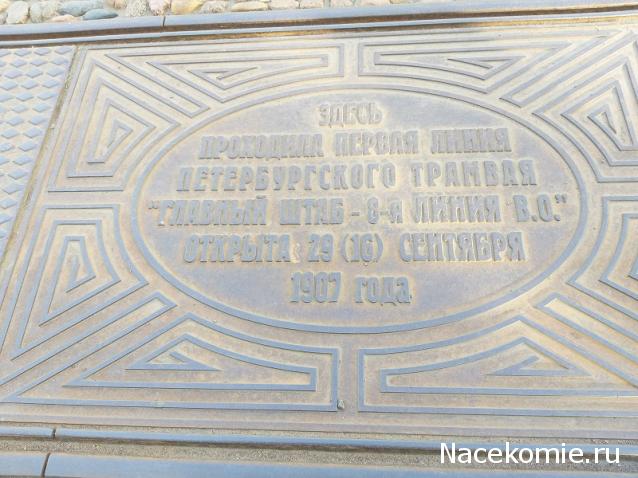 ЗДЕСЬ
ПРОХОДИЛА ПЕРВАЯ ЛИНИЯ
ПЕТЕРБУРГСКОГО ТРАМВАЯ
"ГЛАВНЫЙ ШТАБ - 8-Я ЛИНИЯ В.О."
ОТКРЫТА 29 (16) СЕНТЯБРЯ
1907 ГОДА
Nacekomie.ru